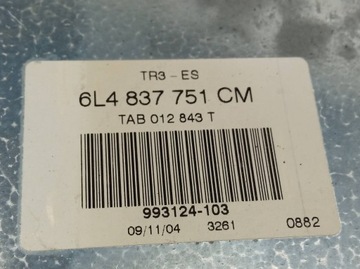 TR3-ES
6L4 837 751 CM
TAB 012 843 T
993124-103
09/11/04 3261 0882